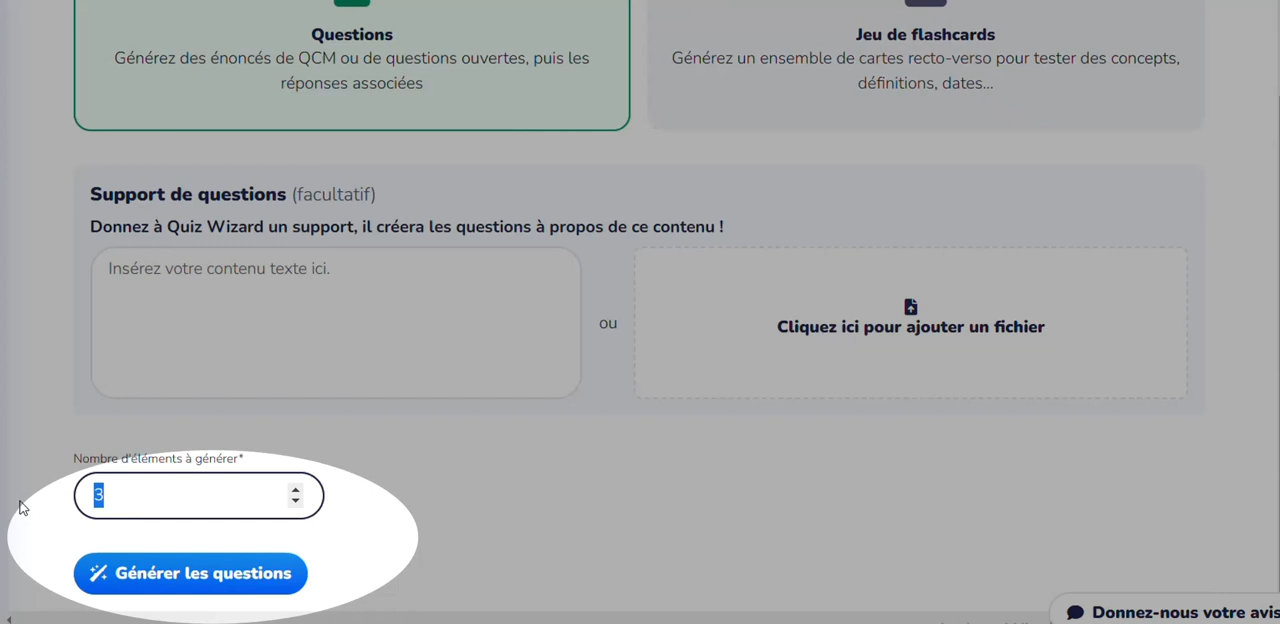 Questions
Générez des énoncés de QCM ou de questions ouvertes, puis les
réponses associées
Jeu de flashcards
Générez un ensemble de cartes recto-verso pour tester des concepts,
définitions, dates...
Support de questions (facultatif)
Donnez à Quiz Wizard un support, il créera les questions à propos de ce contenu !
Insérez votre contenu texte ici.
ou
Cliquez ici pour ajouter un fichier
Nombre d'éléments à générer*
3
Générer les questions
Donnez-nous votre avis